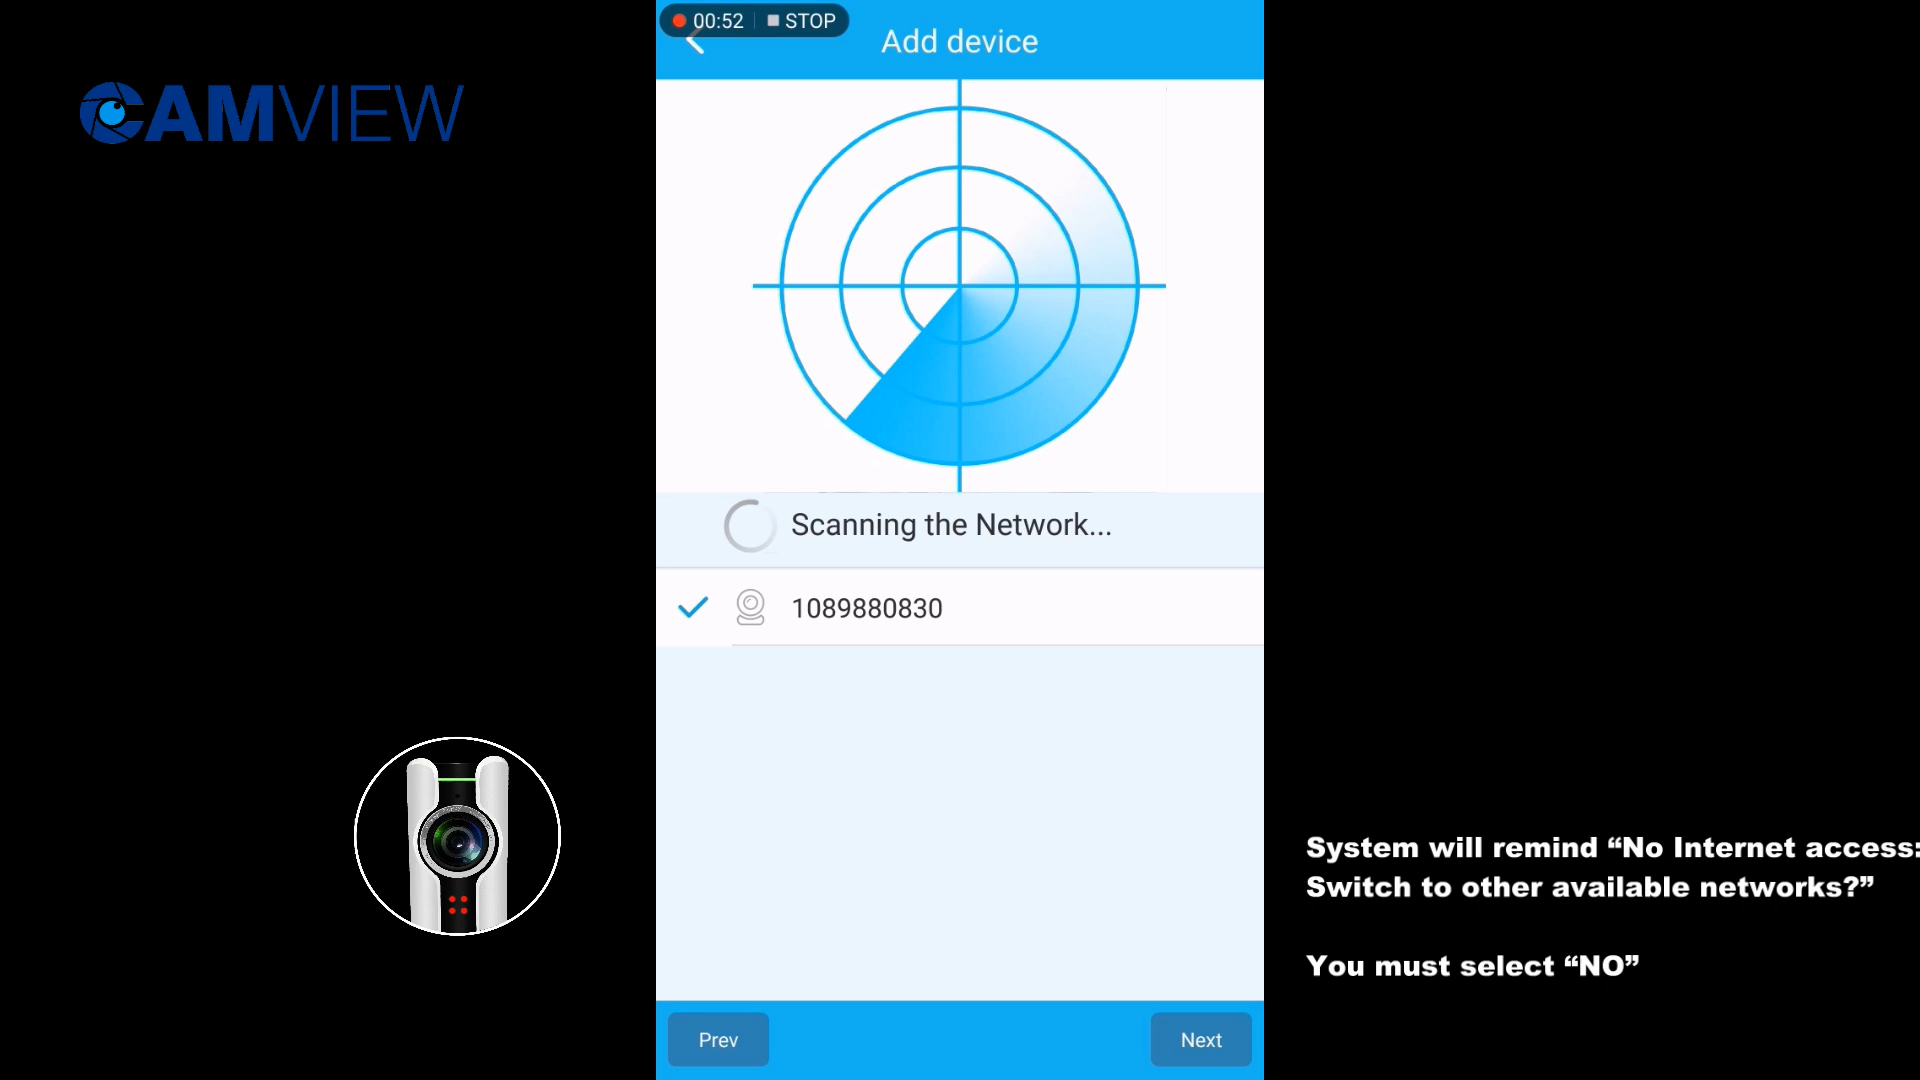 00:52 STOP
Add device
CAMVIEW
Scanning the Network...
1089880830
System will remind “No Internet access:
Switch to other available networks?”
You must select “NO”
Prev Next